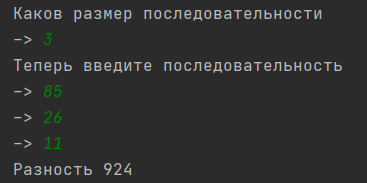 Каков размер последовательности
-> 3
Теперь введите последовательность
-> 85
-> 26
-> 11
Разность 924